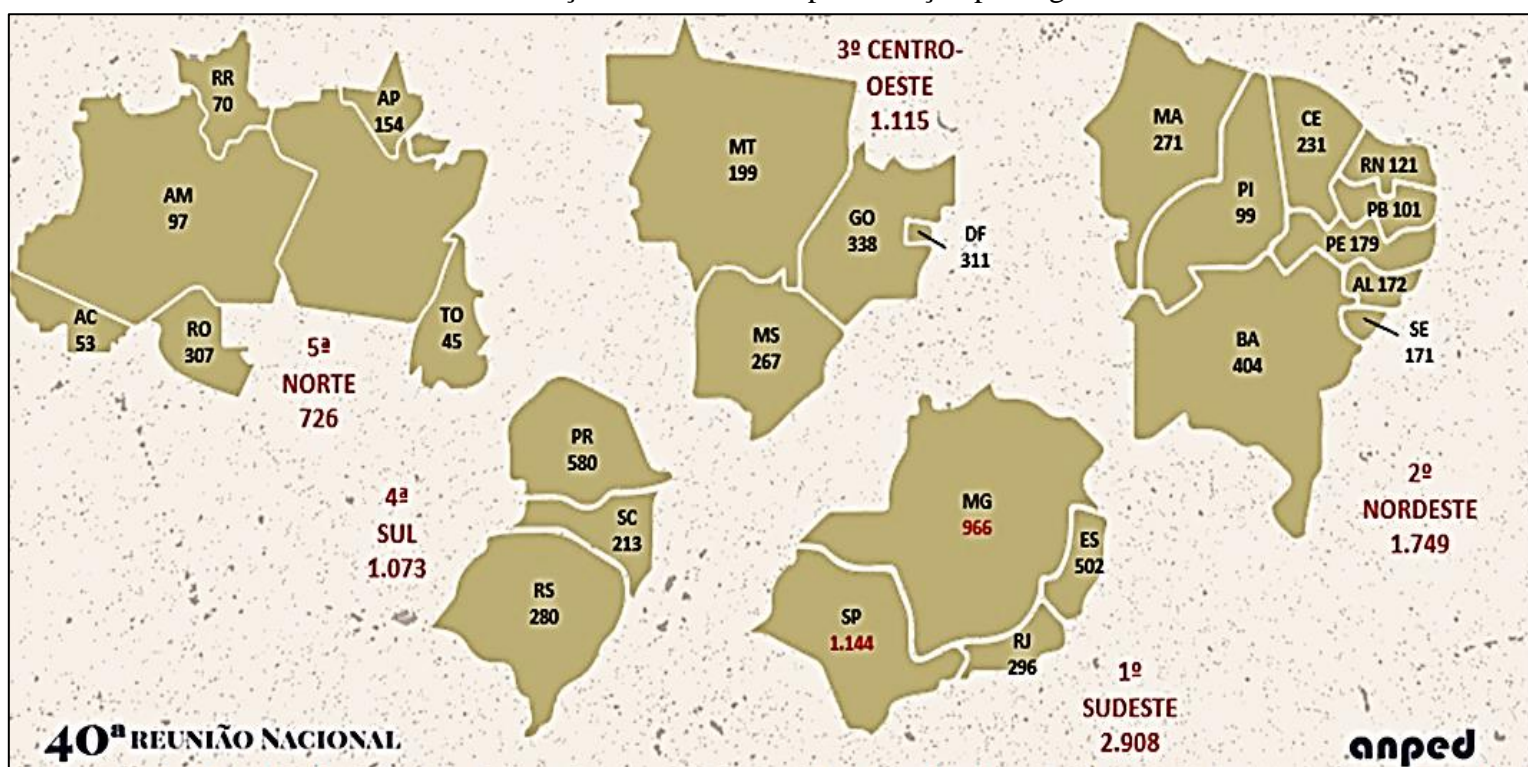 RR
70
AP
154
AM
97
AC
53
RO
307
TO
45
5ª
NORTE
726
3º CENTRO-
OESTE
1.115
MT
199
GO
338
DF
311
MS
267
MA
271
PI
99
CE
231
RN 121
PB 101
PE 179
AL 172
SE
171
BA
404
2º
NORDESTE
1.749
PR
580
SC
213
RS
280
4ª
SUL
1.073
MG
966
ES
502
SP
1.144
RJ
296
1º
SUDESTE
2.908
40ª REUNIÃO NACIONAL
anped